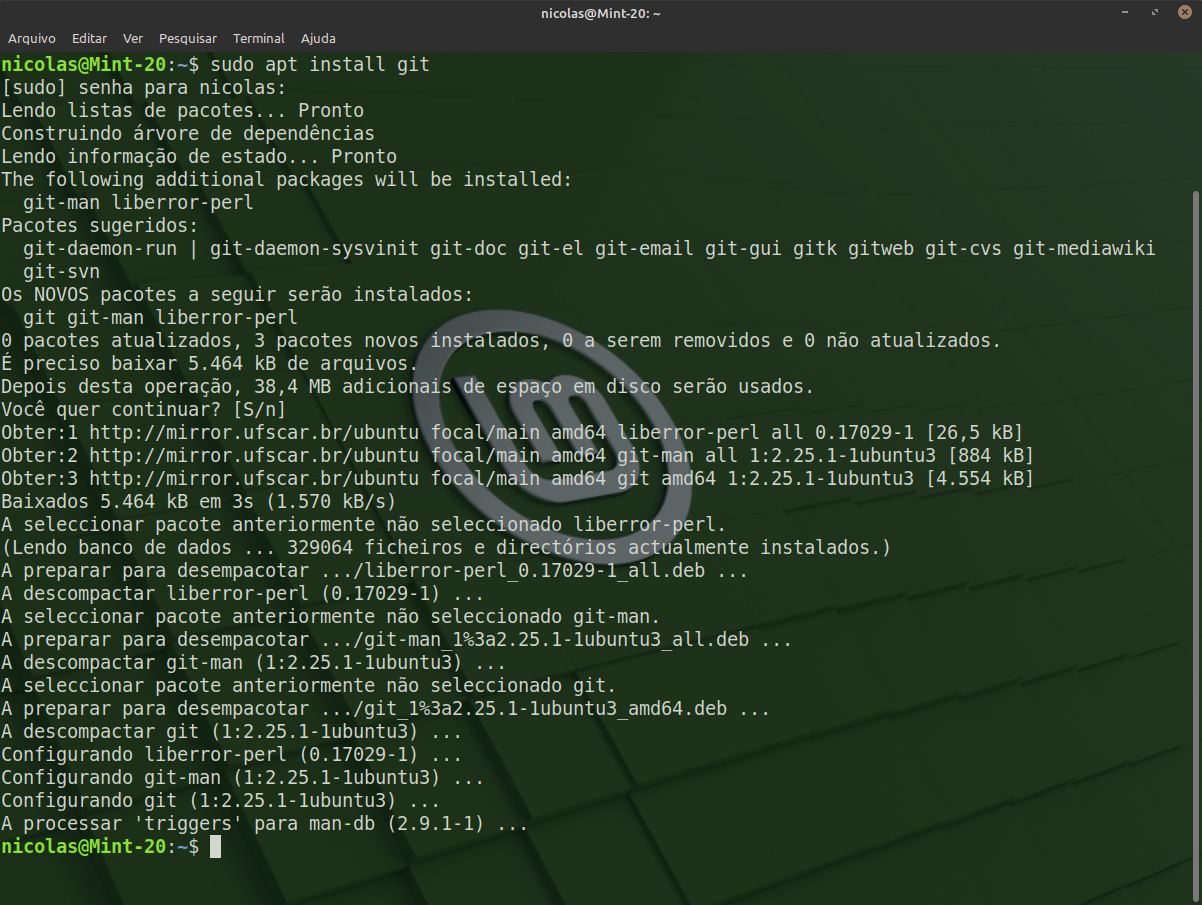 nicolas@Mint-20: ~
Arquivo Editar Ver Pesquisar Terminal Ajuda
nicolas@Mint-20:~$ sudo apt install git
[sudo] senha para nicolas:
Lendo listas de pacotes... Pronto
Construindo árvore de dependências
Lendo informação de estado... Pronto
The following additional packages will be installed:
  git-man liberror-perl
Pacotes sugeridos:
  git-daemon-run | git-daemon-sysvinit git-doc git-el git-email git-gui gitk gitweb git-cvs git-mediawiki
  git-svn
Os NOVOS pacotes a seguir serão instalados:
  git git-man liberror-perl
0 pacotes atualizados, 3 pacotes novos instalados, 0 a serem removidos e 0 não atualizados.
É preciso baixar 5.464 kB de arquivos.
Depois desta operação, 38,4 MB adicionais de espaço em disco serão usados.
Você quer continuar? [S/n]
Obter:1 http://mirror.ufscar.br/ubuntu focal/main amd64 liberror-perl all 0.17029-1 [26,5 kB]
Obter:2 http://mirror.ufscar.br/ubuntu focal/main amd64 git-man all 1:2.25.1-1ubuntu3 [884 kB]
Obter:3 http://mirror.ufscar.br/ubuntu focal/main amd64 git amd64 1:2.25.1-1ubuntu3 [4.554 kB]
Baixados 5.464 kB em 3s (1.570 kB/s)
A seleccionar pacote anteriormente não seleccionado liberror-perl.
(Lendo banco de dados ... 329064 ficheiros e directórios actualmente instalados.)
A preparar para desempacotar .../liberror-perl_0.17029-1_all.deb ...
A descompactar liberror-perl (0.17029-1) ...
A seleccionar pacote anteriormente não seleccionado git-man.
A preparar para desempacotar .../git-man_1%3a2.25.1-1ubuntu3_all.deb ...
A descompactar git-man (1:2.25.1-1ubuntu3) ...
A seleccionar pacote anteriormente não seleccionado git.
A preparar para desempacotar .../git_1%3a2.25.1-1ubuntu3_amd64.deb ...
A descompactar git (1:2.25.1-1ubuntu3) ...
Configurando liberror-perl (0.17029-1) ...
Configurando git-man (1:2.25.1-1ubuntu3) ...
Configurando git (1:2.25.1-1ubuntu3) ...
A processar 'triggers' para man-db (2.9.1-1) ...
nicolas@Mint-20:~$